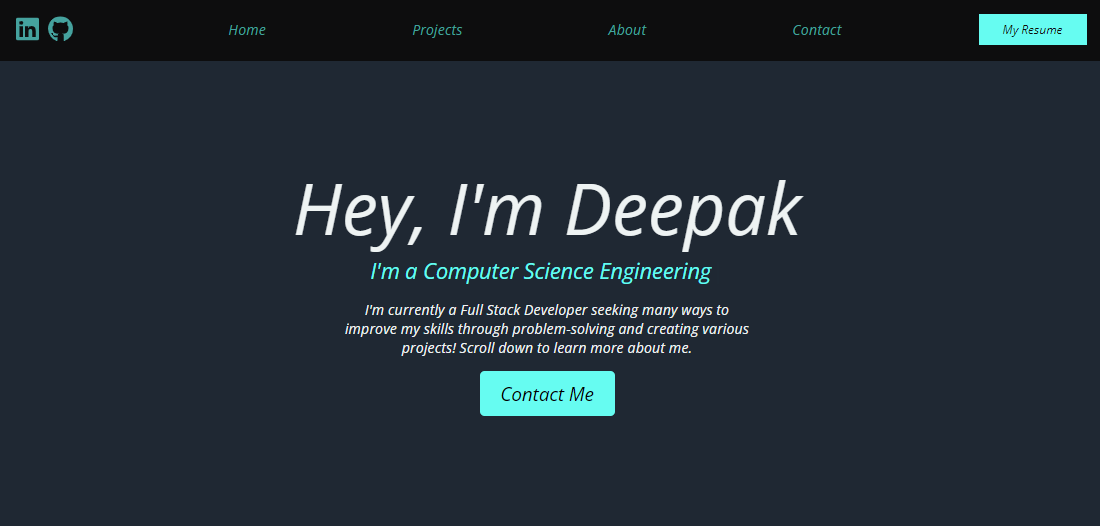 in
Home
Projects
About
Contact
My Resume
Hey, I'm Deepak
I'm a Computer Science Engineering
I'm currently a Full Stack Developer seeking many ways to
improve my skills through problem-solving and creating various
projects! Scroll down to learn more about me.
Contact Me